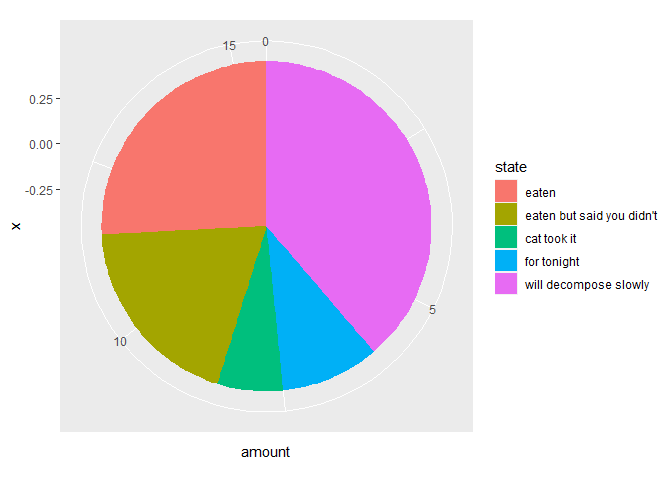 0
15
0.25
0.00
-0.25
x
5
10
amount
state
eaten
eaten but said you didn't
cat took it
for tonight
will decompose slowly